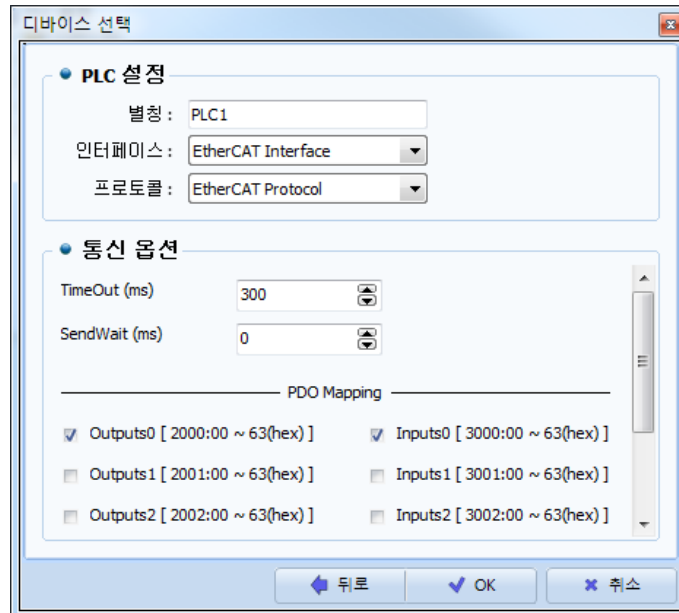 디바이스 선택
PLC 설정
별칭 : PLC1
인터페이스 : EtherCAT Interface
프로토콜 : EtherCAT Protocol
통신 옵션
TimeOut (ms) 300
SendWait (ms) 0
PDO Mapping
Outputs0 [ 2000:00 ~ 63(hex) ] Inputs0 [ 3000:00 ~ 63(hex) ]
Outputs1 [ 2001:00 ~ 63(hex) ] Inputs1 [ 3001:00 ~ 63(hex) ]
Outputs2 [ 2002:00 ~ 63(hex) ] Inputs2 [ 3002:00 ~ 63(hex) ]
뒤로 OK 취소